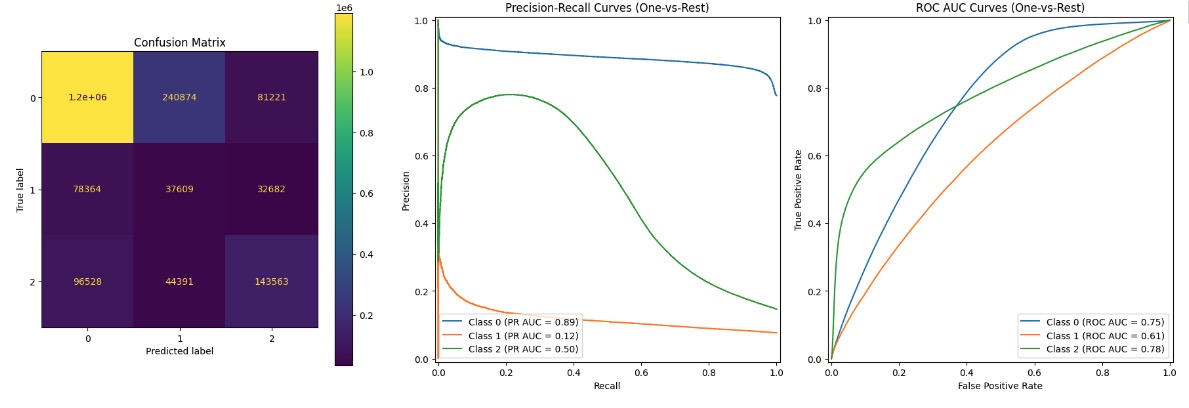 Confusion Matrix
1e6
1.2e+06 240874 81221
78364 37609 32682
96528 44391 143563
0
1
2
True label
0 1 2
Predicted label
1.0
0.8
0.6
0.4
0.2
Precision-Recall Curves (One-vs-Rest)
1.0
0.8
0.6
0.4
0.2
0.0
Precision
Class 0 (PR AUC = 0.89)
Class 1 (PR AUC = 0.12)
Class 2 (PR AUC = 0.50)
0.0 0.2 0.4 0.6 0.8 1.0
Recall
ROC AUC Curves (One-vs-Rest)
1.0
0.8
0.6
0.4
0.2
0.0
True Positive Rate
Class 0 (ROC AUC = 0.75)
Class 1 (ROC AUC = 0.61)
Class 2 (ROC AUC = 0.78)
0.0 0.2 0.4 0.6 0.8 1.0
False Positive Rate